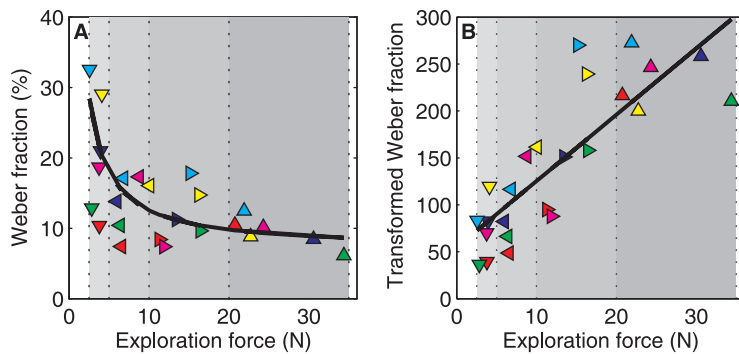 A
Weber fraction (%)
40
30
20
10
0
0 10 20 30
Exploration force (N)
B
Transformed Weber fraction
300
250
200
150
100
50
0
0 10 20 30
Exploration force (N)